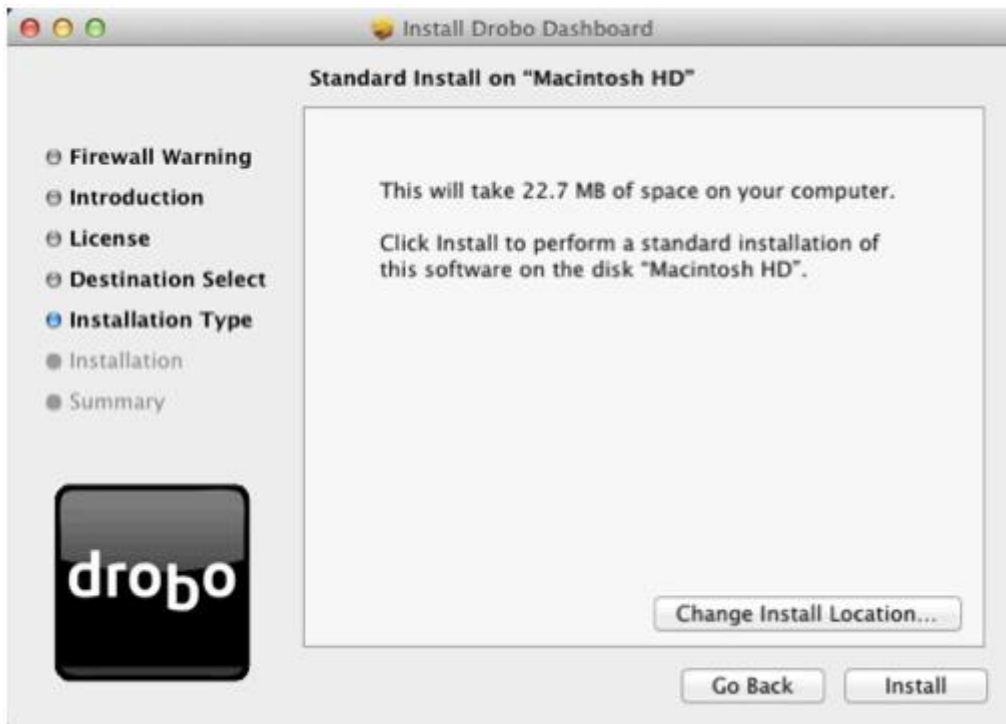 Install Drobo Dashboard
Standard Install on “Macintosh HD”
Firewall Warning
Introduction
License
Destination Select
Installation Type
Installation
Summary
This will take 22.7 MB of space on your computer.
Click Install to perform a standard installation of
this software on the disk “Macintosh HD”.
drobo
Change Install Location...
Go Back
Install